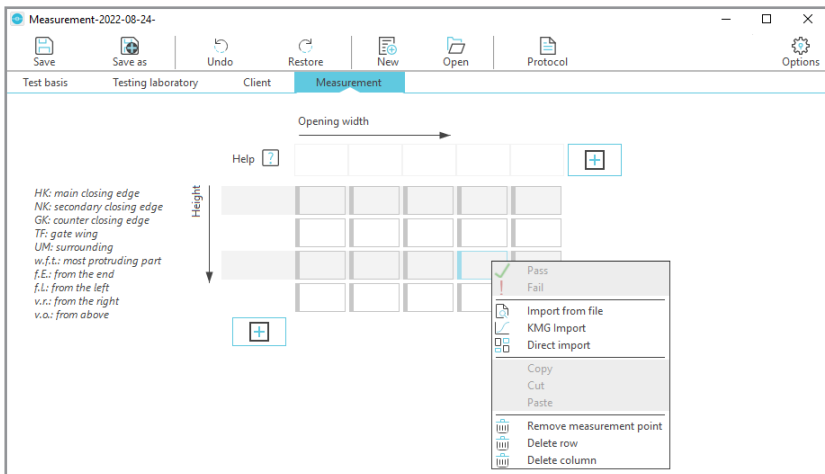 Measurement-2022-08-24-
Save
Save as
Undo
Restore
New
Open
Protocol
Options
Test basis
Testing laboratory
Client
Measurement
Opening width
Help ?
Height
HK: main closing edge
NK: secondary closing edge
GK: counter closing edge
TF: gate wing
UM: surrounding
w.f.t.: most protruding part
f.E.: from the end
f.l.: from the left
v.r.: from the right
v.o.: from above
Pass
Fail
Import from file
KMG Import
Direct import
Copy
Cut
Paste
Remove measurement point
Delete row
Delete column